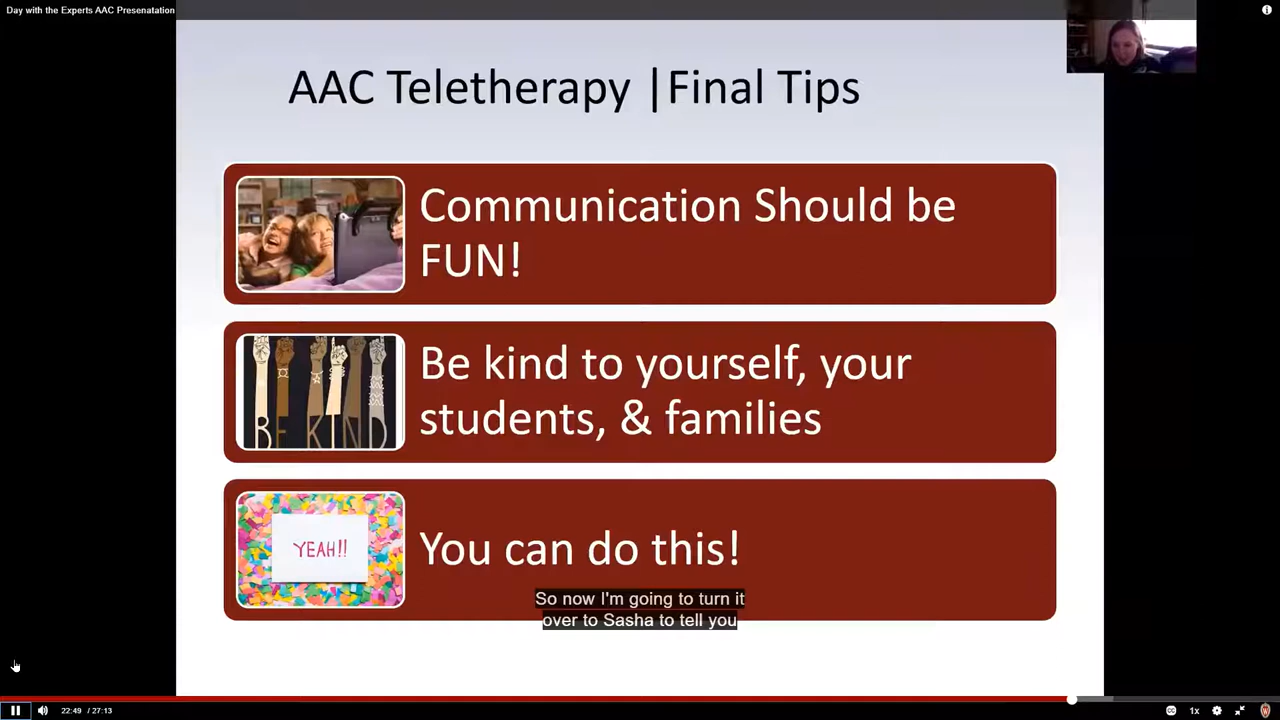 Day with the Experts AAC Presenatation
AAC Teletherapy |Final Tips
Communication Should be
FUN!
BE KIND
Be kind to yourself, your
students, & families
YEAH!!
You can do this!
So now I'm going to turn it
over to Sasha to tell you
22:49 / 27:13
CC
1x